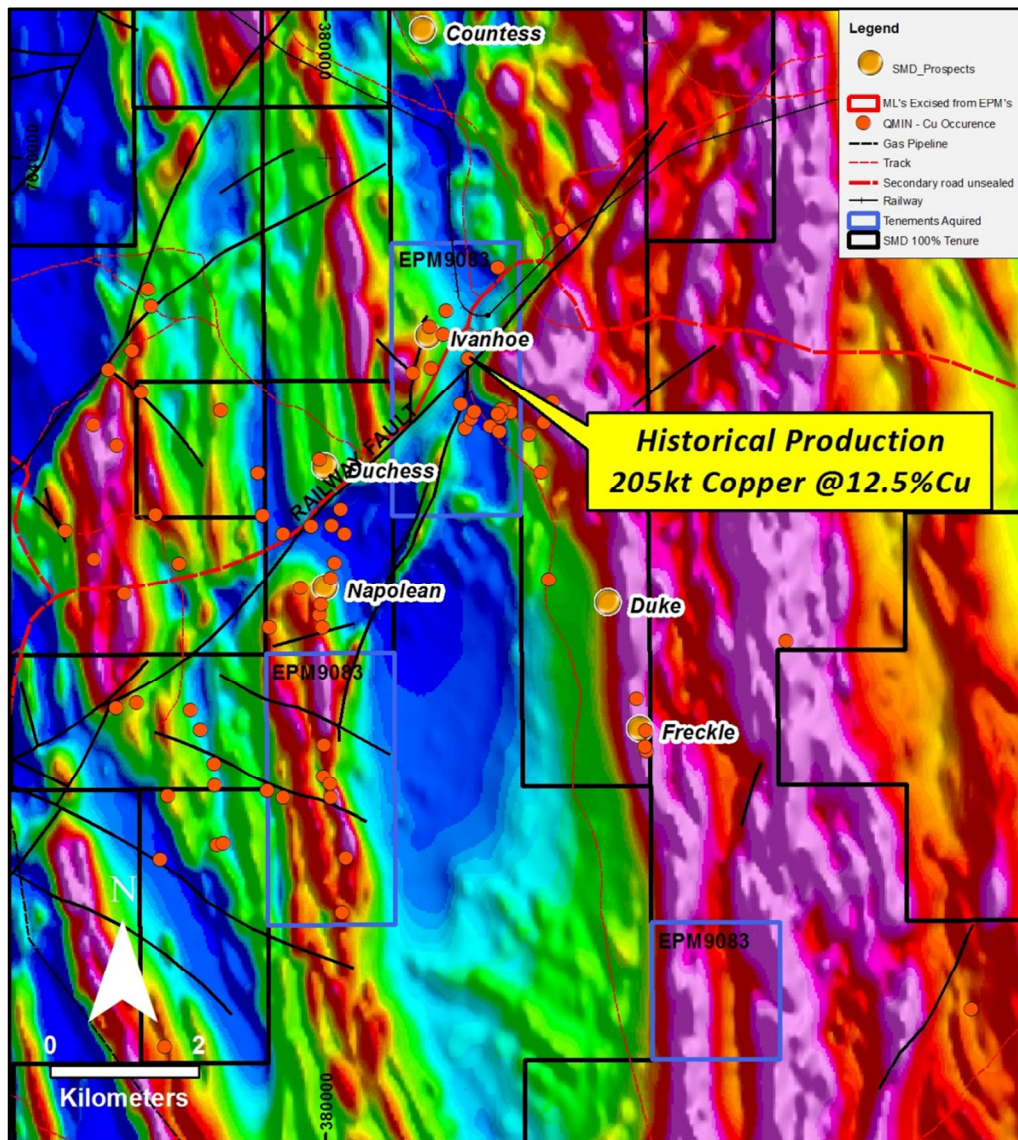 Countess
380000
7640000
Legend
SMD_Prospects
ML's Excised from EPM's
QMIN - Cu Occurence
Gas Pipeline
Track
Secondary road unsealed
Railway
Tenements Aquired
SMD 100% Tenure
EPM9083
Ivanhoe
Historical Production
205kt Copper @12.5%Cu
RAILWAY FAULT
Duchess
Napolean
Duke
EPM9083
Freckle
N
EPM9083
0 2
Kilometers
380000